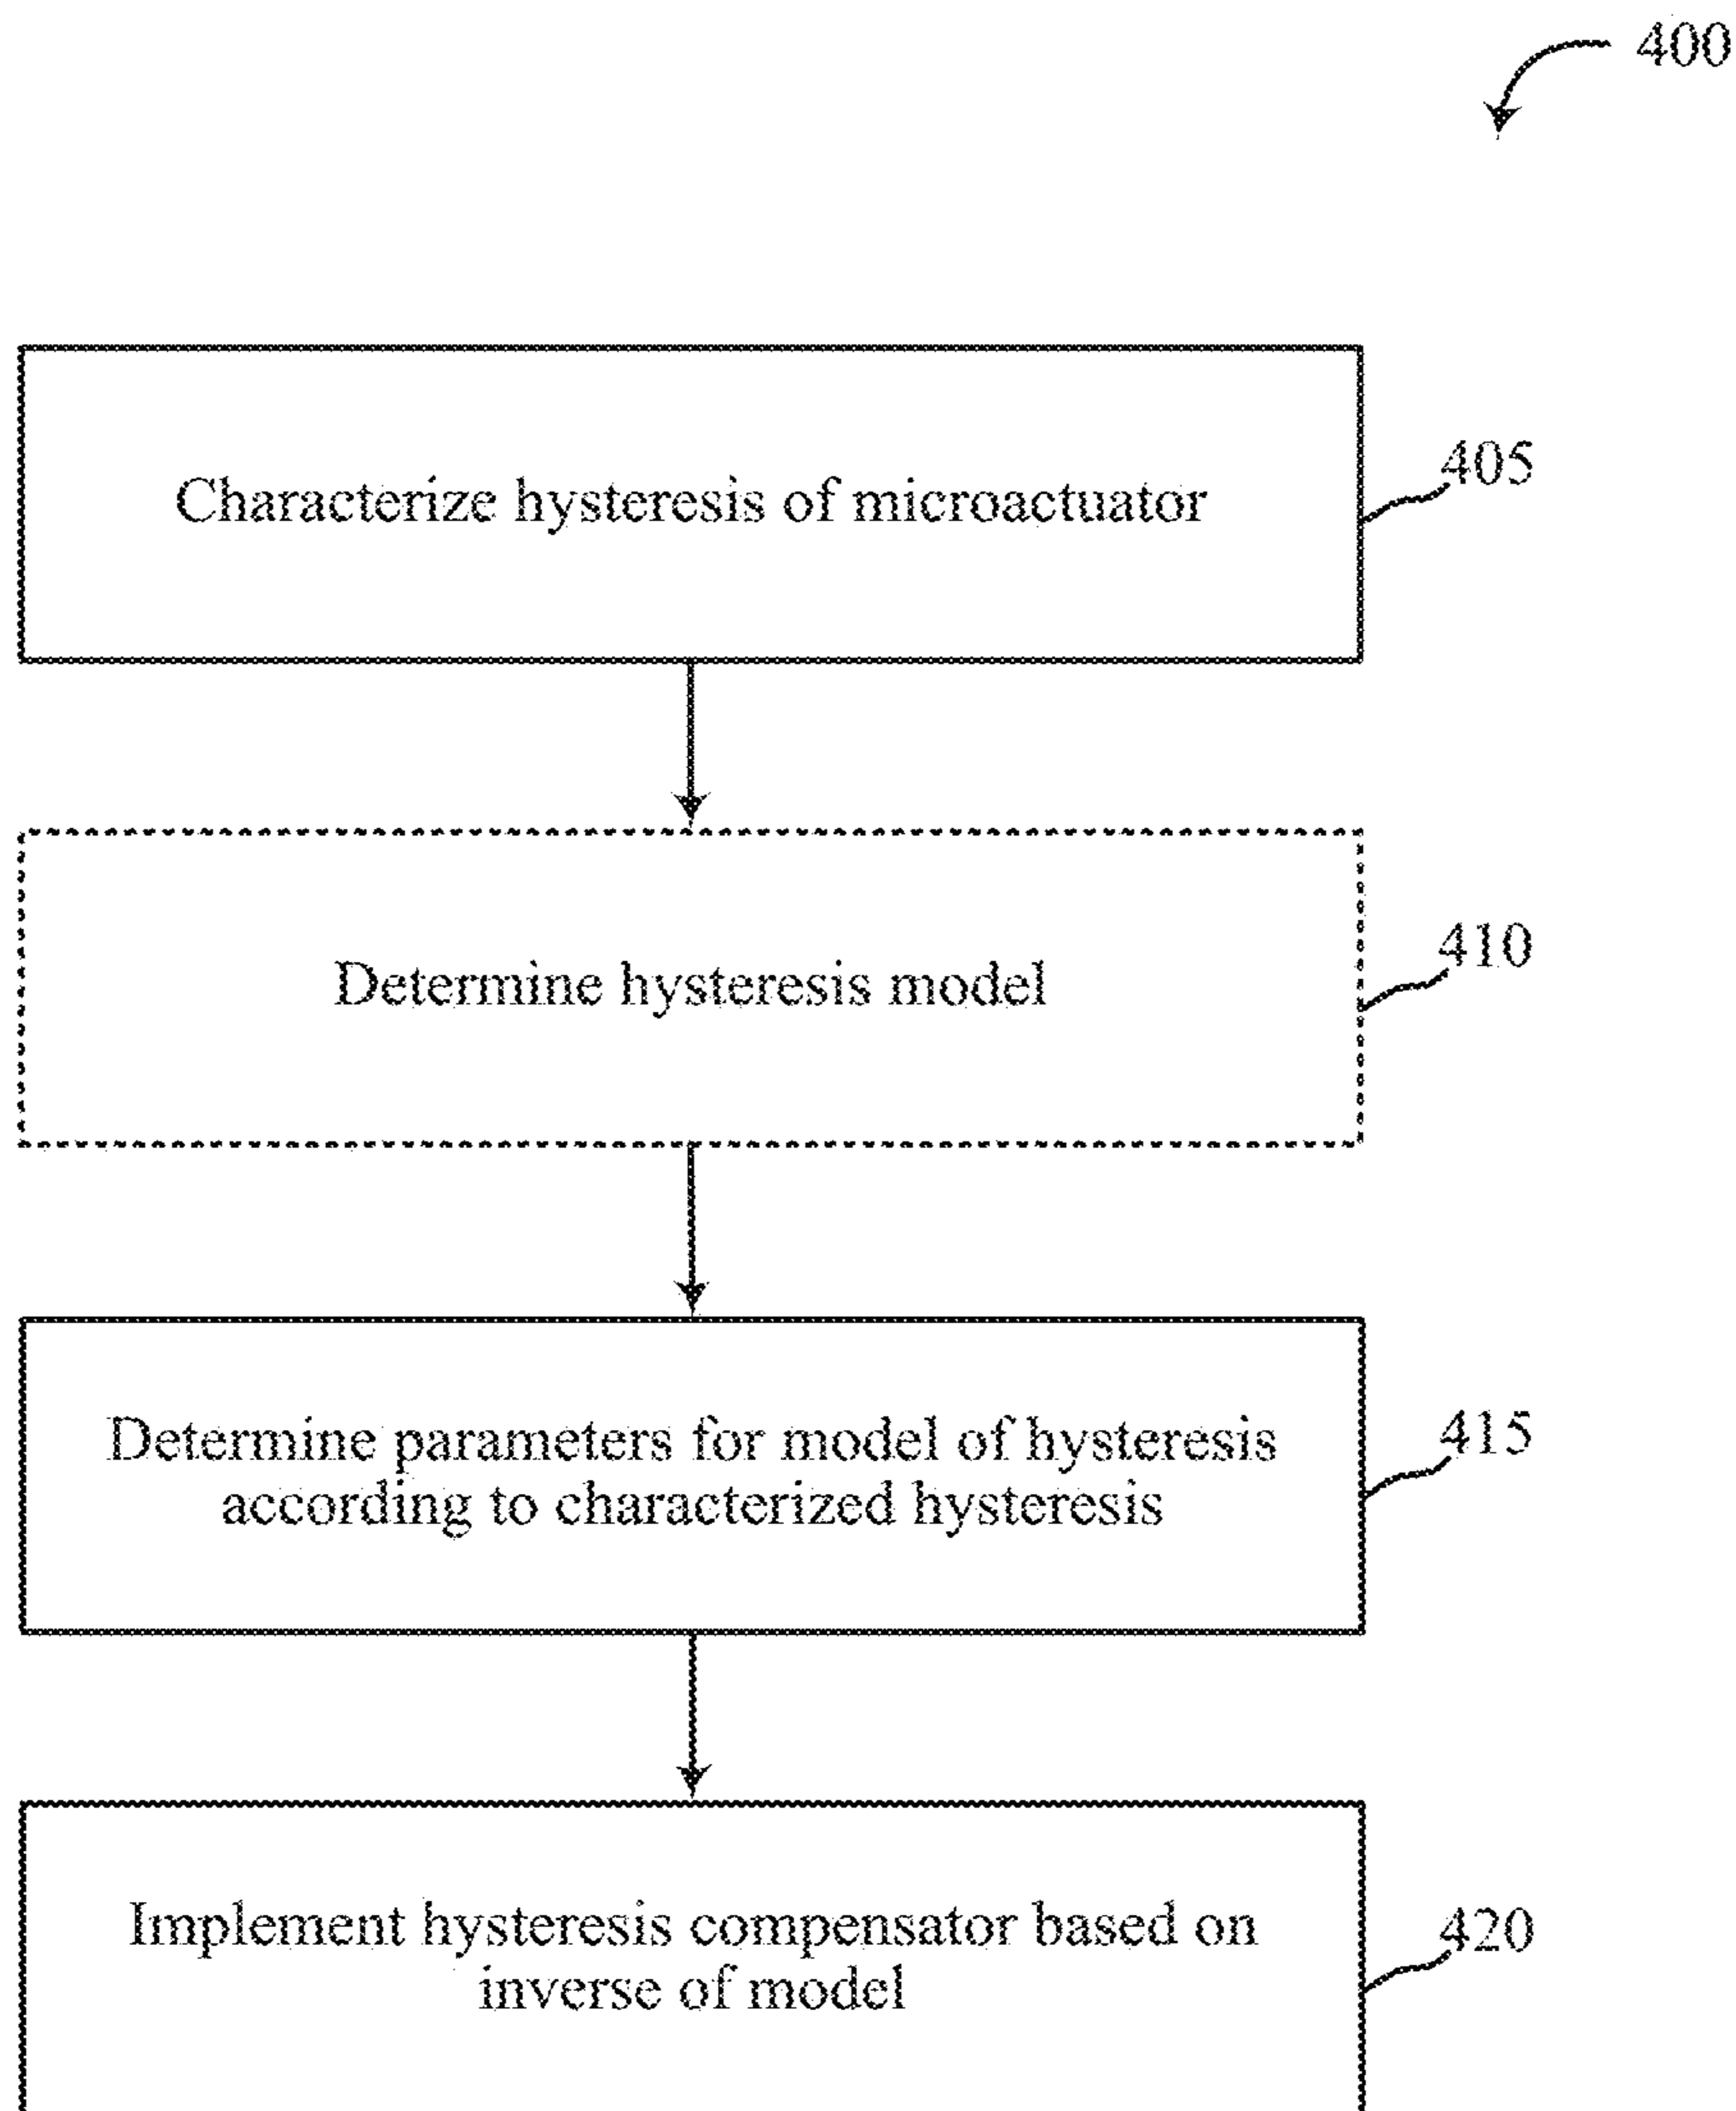 400
Characterize hysteresis of microactuator
405
Determine hysteresis model
410
Determine parameters for model of hysteresis
according to characterized hysteresis
415
Implement hysteresis compensator based on
inverse of model
420